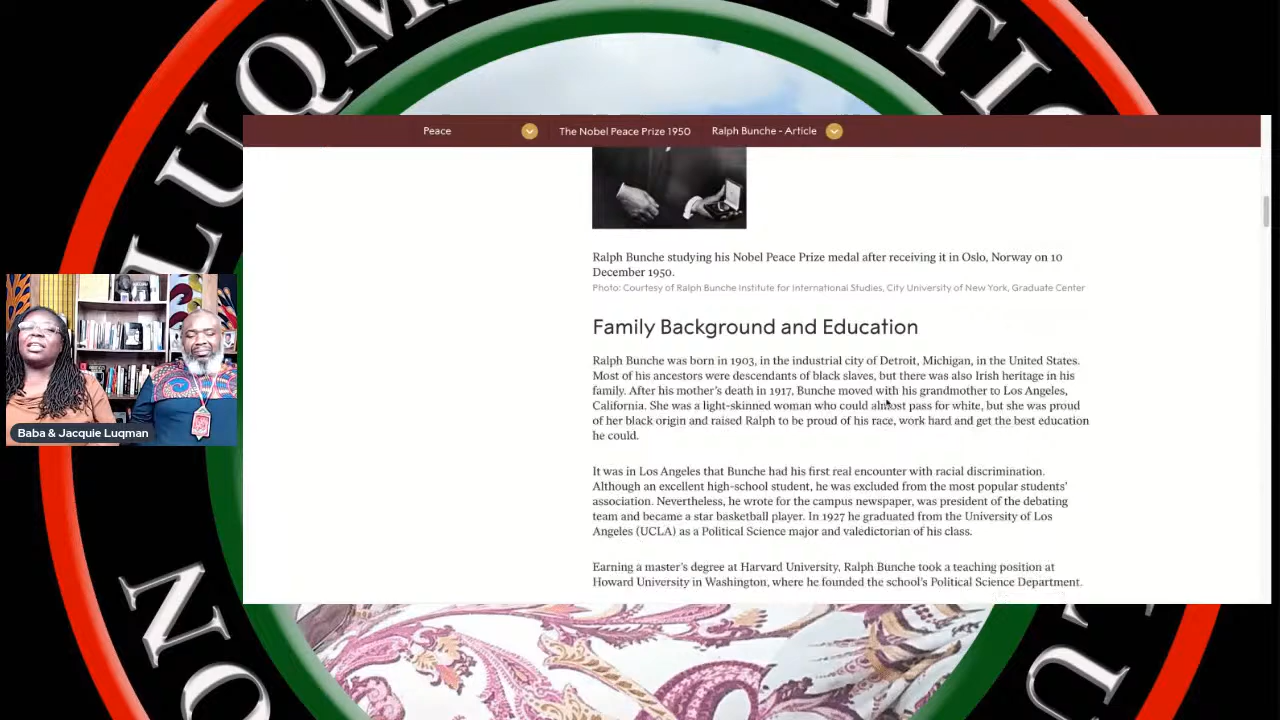 LUQM
Peace
The Nobel Peace Prize 1950
Ralph Bunche - Article
Ralph Bunche studying his Nobel Peace Prize medal after receiving it in Oslo, Norway on 10
December 1950.
Photo: Courtesy of Ralph Bunche Institute for International Studies, City University of New York, Graduate Center
Family Background and Education
Ralph Bunche was born in 1903, in the industrial city of Detroit, Michigan, in the United States.
Most of his ancestors were descendants of black slaves, but there was also Irish heritage in his
family. After his mother's death in 1917, Bunche moved with his grandmother to Los Angeles,
California. She was a light-skinned woman who could almost pass for white, but she was proud
of her black origin and raised Ralph to be proud of his race, work hard and get the best education
he could.
It was in Los Angeles that Bunche had his first real encounter with racial discrimination.
Although an excellent high-school student, he was excluded from the most popular students'
association. Nevertheless, he wrote for the campus newspaper, was president of the debating
team and became a star basketball player. In 1927 he graduated from the University of Los
Angeles (UCLA) as a Political Science major and valedictorian of his class.
Earning a master's degree at Harvard University, Ralph Bunche took a teaching position at
Howard University in Washington, where he founded the school's Political Science Department.
Baba & Jacquie Luqman